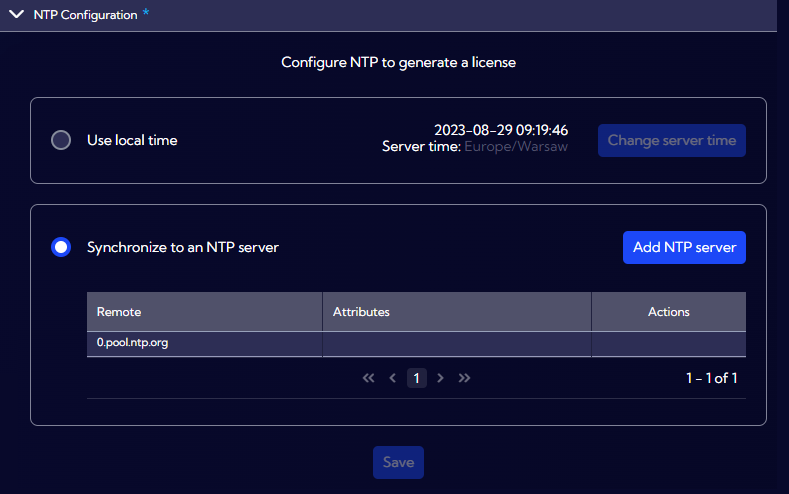 NTP Configuration *
Configure NTP to generate a license
Use local time
2023-08-29 09:19:46
Server time: Europe/Warsaw
Change server time
Synchronize to an NTP server
Add NTP server
Remote Attributes Actions
0.pool.ntp.org
« ‹ 1 › » 1 - 1 of 1
Save